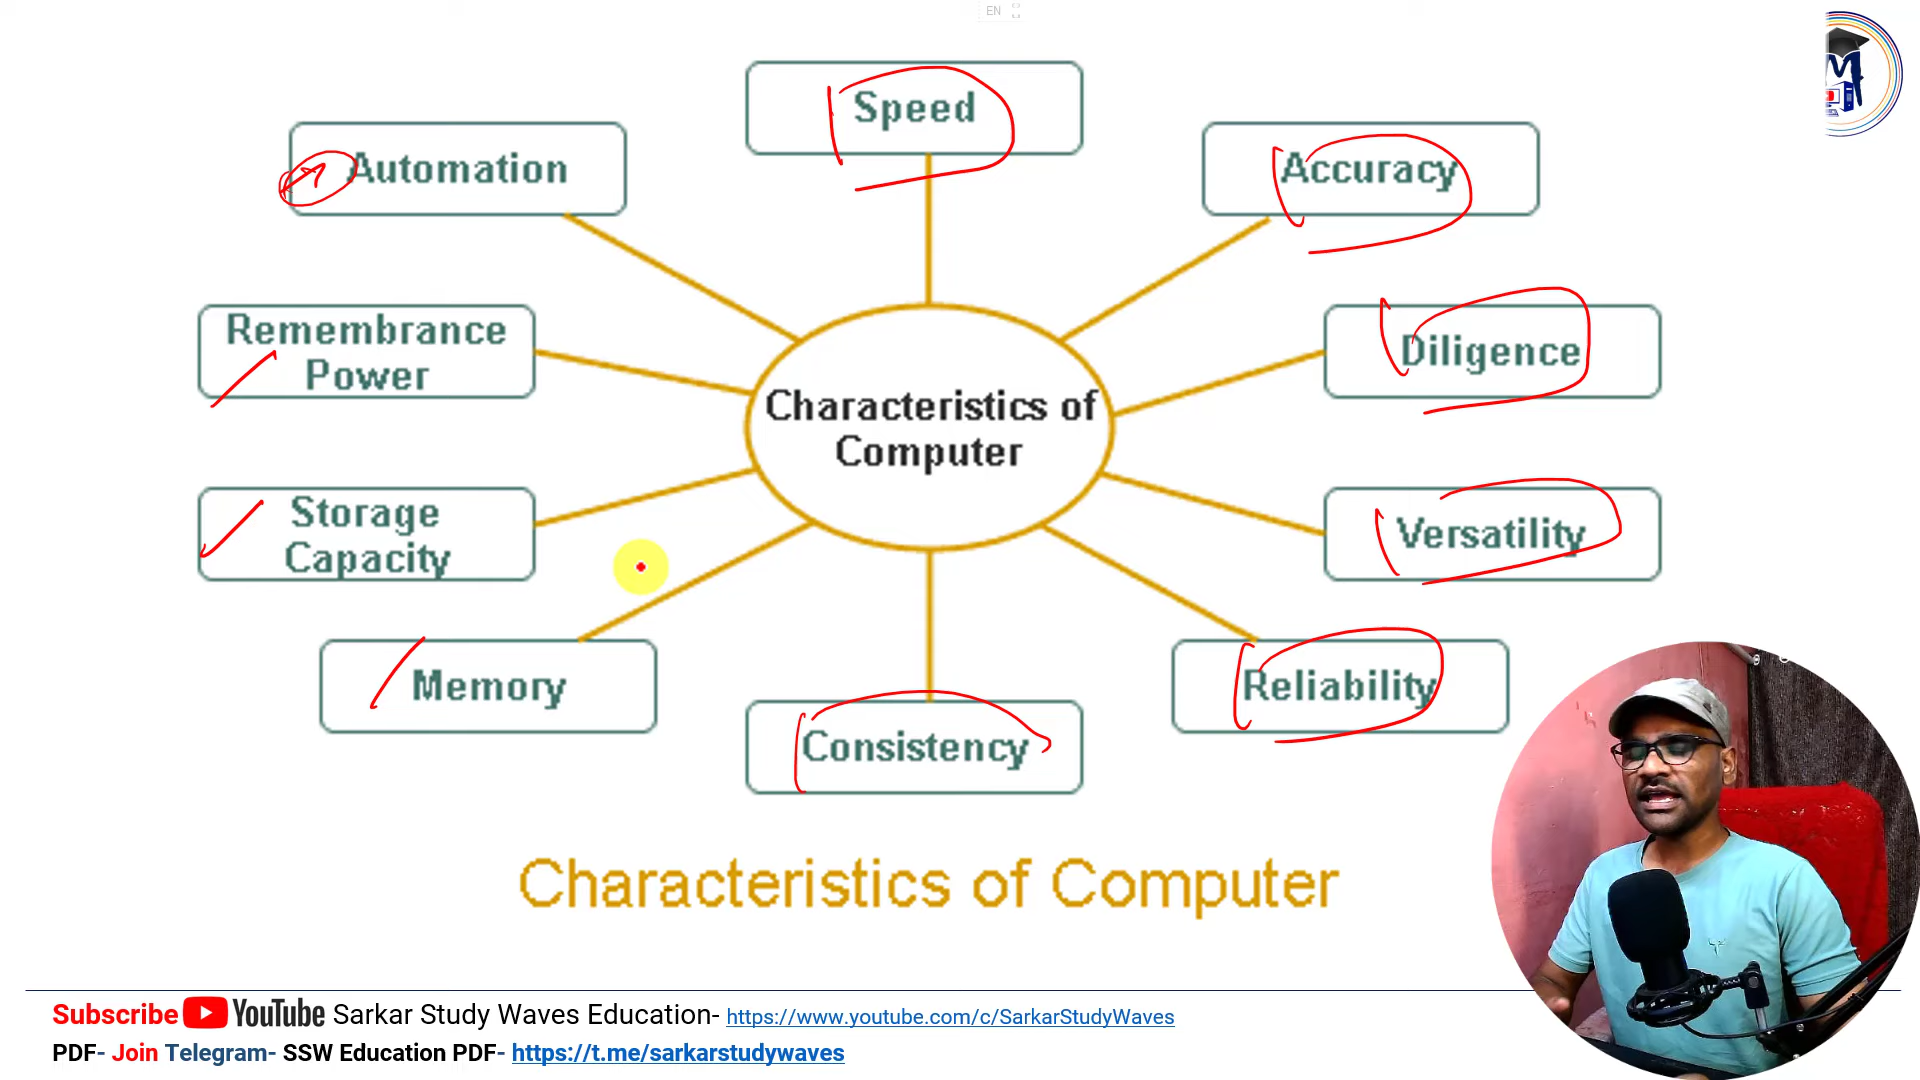 EN
Speed
Automation
Accuracy
Remembrance
Power
Diligence
Characteristics of
Computer
Storage
Capacity
Versatility
Memory
Reliability
Consistency
Characteristics of Computer
Subscribe YouTube Sarkar Study Waves Education- https://www.youtube.com/c/SarkarStudyWaves
PDF- Join Telegram- SSW Education PDF- https://t.me/sarkarstudywaves